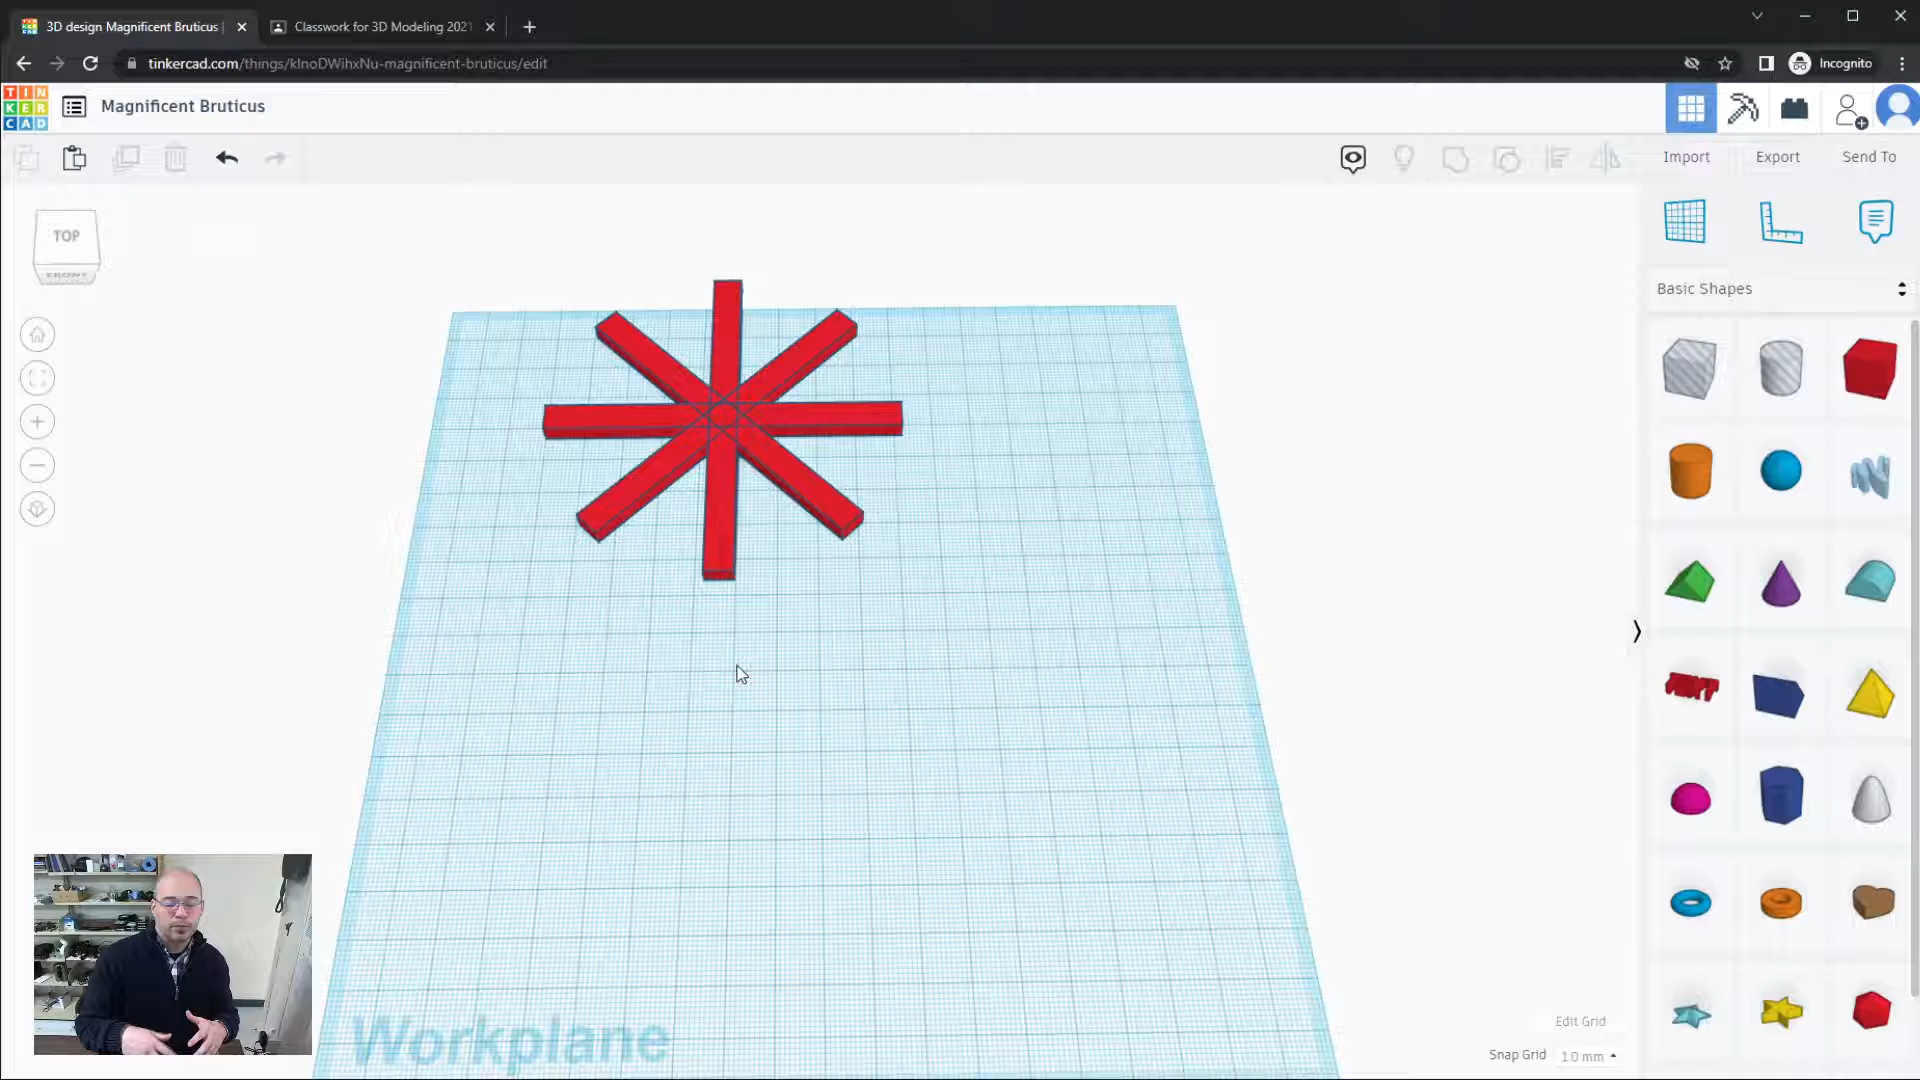 3D design Magnificent Bruticus |
Classwork for 3D Modeling 2021
tinkercad.com/things/klnoDWihxNu-magnificent-bruticus/edit
Incognito
TIN
KER
CAD
Magnificent Bruticus
Import
Export
Send To
TOP
FRONT
Basic Shapes
Workplane
Edit Grid
Snap Grid
1.0 mm